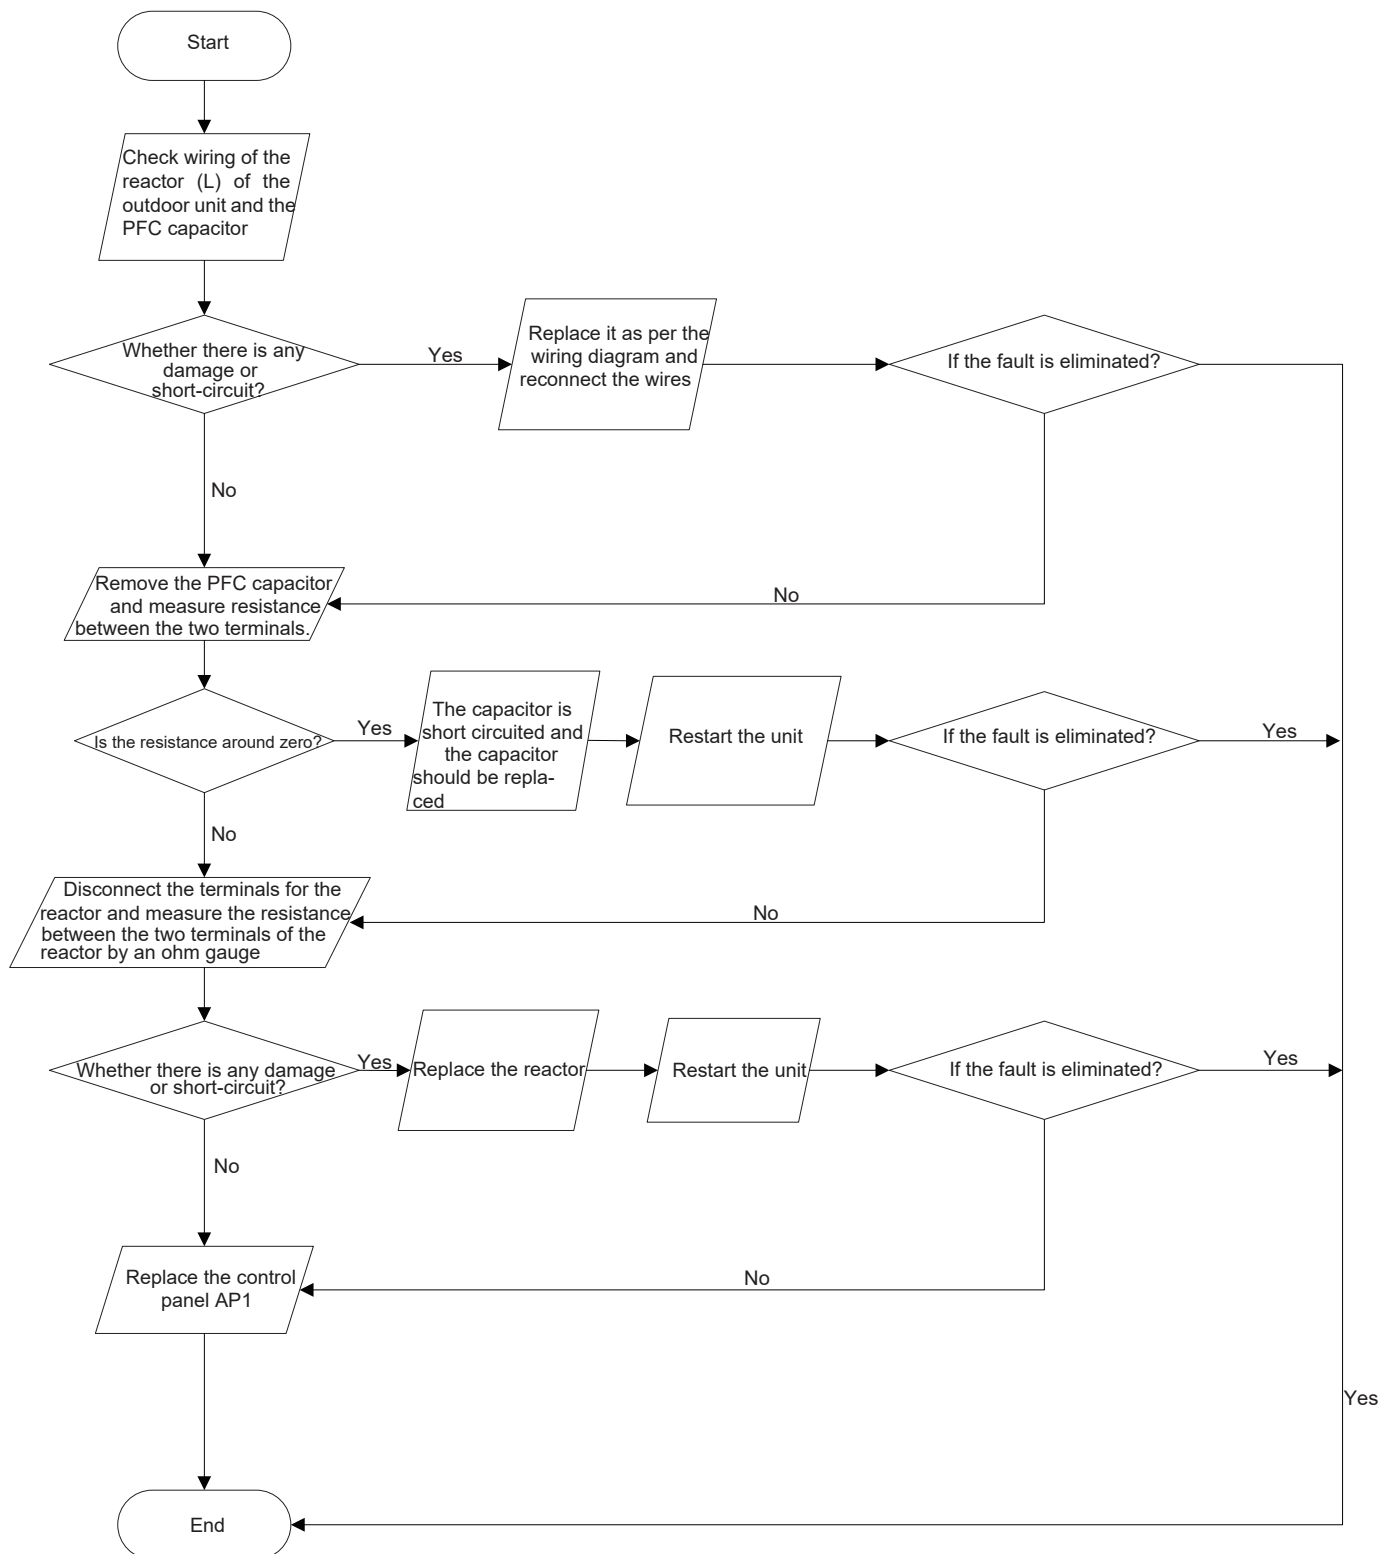 Start
Check wiring of the
reactor (L) of the
outdoor unit and the
PFC capacitor
Whether there is any
damage or
short-circuit?
Yes
Replace it as per the
wiring diagram and
reconnect the wires
If the fault is eliminated?
No
Remove the PFC capacitor
and measure resistance
between the two terminals.
No
Is the resistance around zero?
Yes
The capacitor is
short circuited and
the capacitor
should be repla-
ced
Restart the unit
If the fault is eliminated?
Yes
No
Disconnect the terminals for the
reactor and measure the resistance
between the two terminals of the
reactor by an ohm gauge
No
Whether there is any damage
or short-circuit?
Yes
Replace the reactor
Restart the unit
If the fault is eliminated?
Yes
No
Replace the control
panel AP1
No
Yes
End